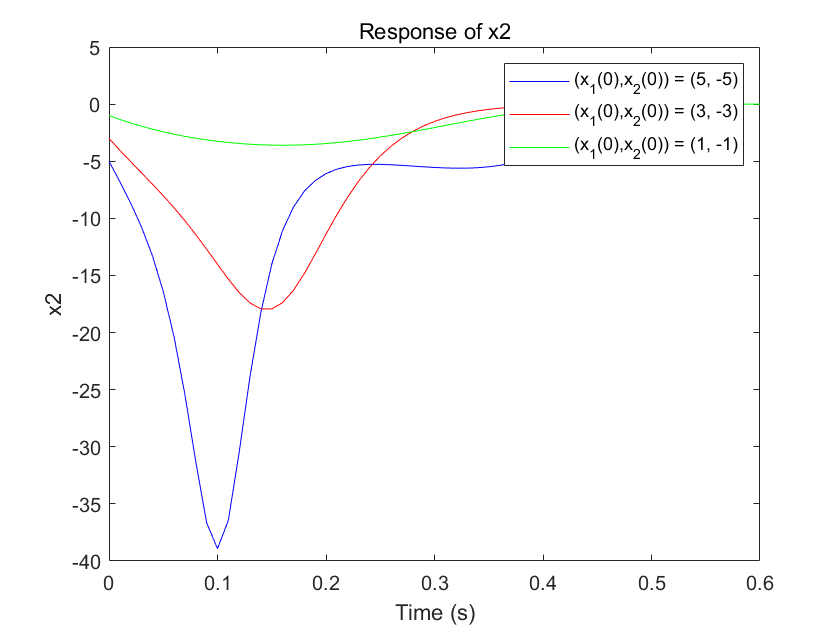 Response of x2
(x1(0),x2(0)) = (5, -5)
(x1(0),x2(0)) = (3, -3)
(x1(0),x2(0)) = (1, -1)
5
0
-5
-10
-15
-20
-25
-30
-35
-40
x2
0 0.1 0.2 0.3 0.4 0.5 0.6
Time (s)